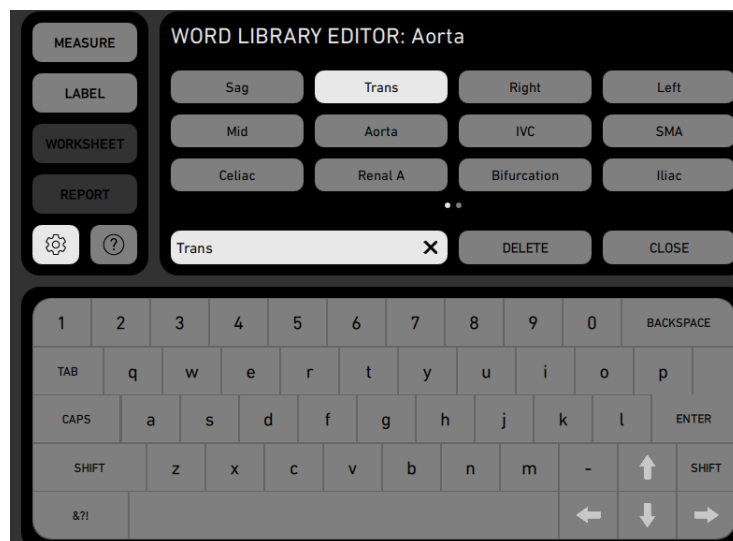 MEASURE
LABEL
WORKSHEET
REPORT
?
WORD LIBRARY EDITOR: Aorta
Sag Trans Right Left
Mid Aorta IVC SMA
Celiac Renal A Bifurcation Iliac
Trans DELETE CLOSE
1 2 3 4 5 6 7 8 9 0 BACKSPACE
TAB q w e r t y u i o p
CAPS a s d f g h j k l ENTER
SHIFT z x c v b n m - SHIFT
&?!